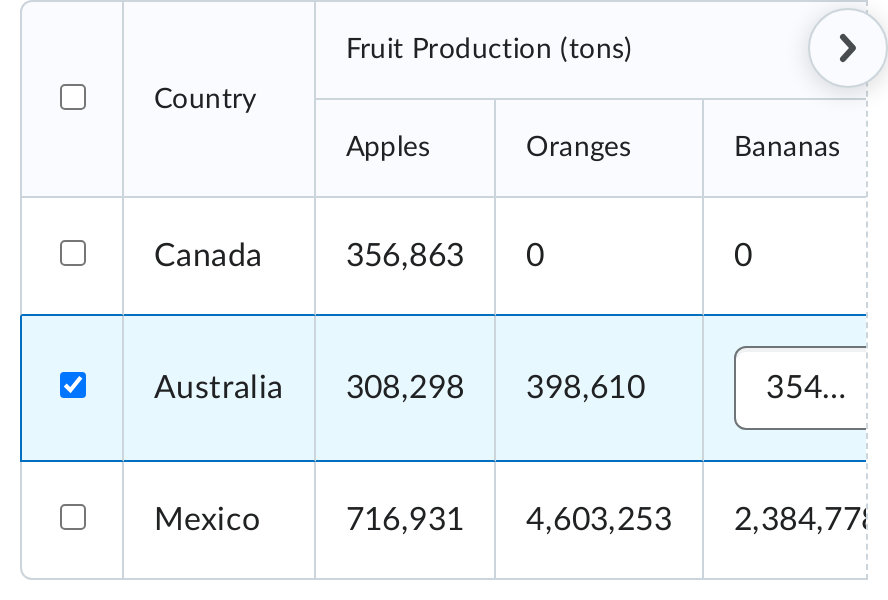 Country
Fruit Production (tons)
Apples Oranges Bananas
Canada 356,863 0 0
Australia 308,298 398,610 354...
Mexico 716,931 4,603,253